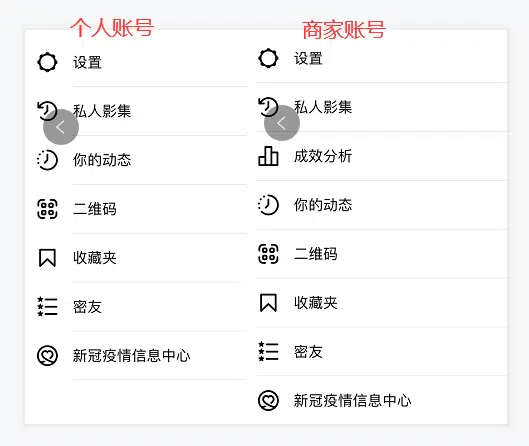 个人账号
设置
私人影集
你的动态
二维码
收藏夹
密友
新冠疫情信息中心
商家账号
设置
私人影集
成效分析
你的动态
二维码
收藏夹
密友
新冠疫情信息中心